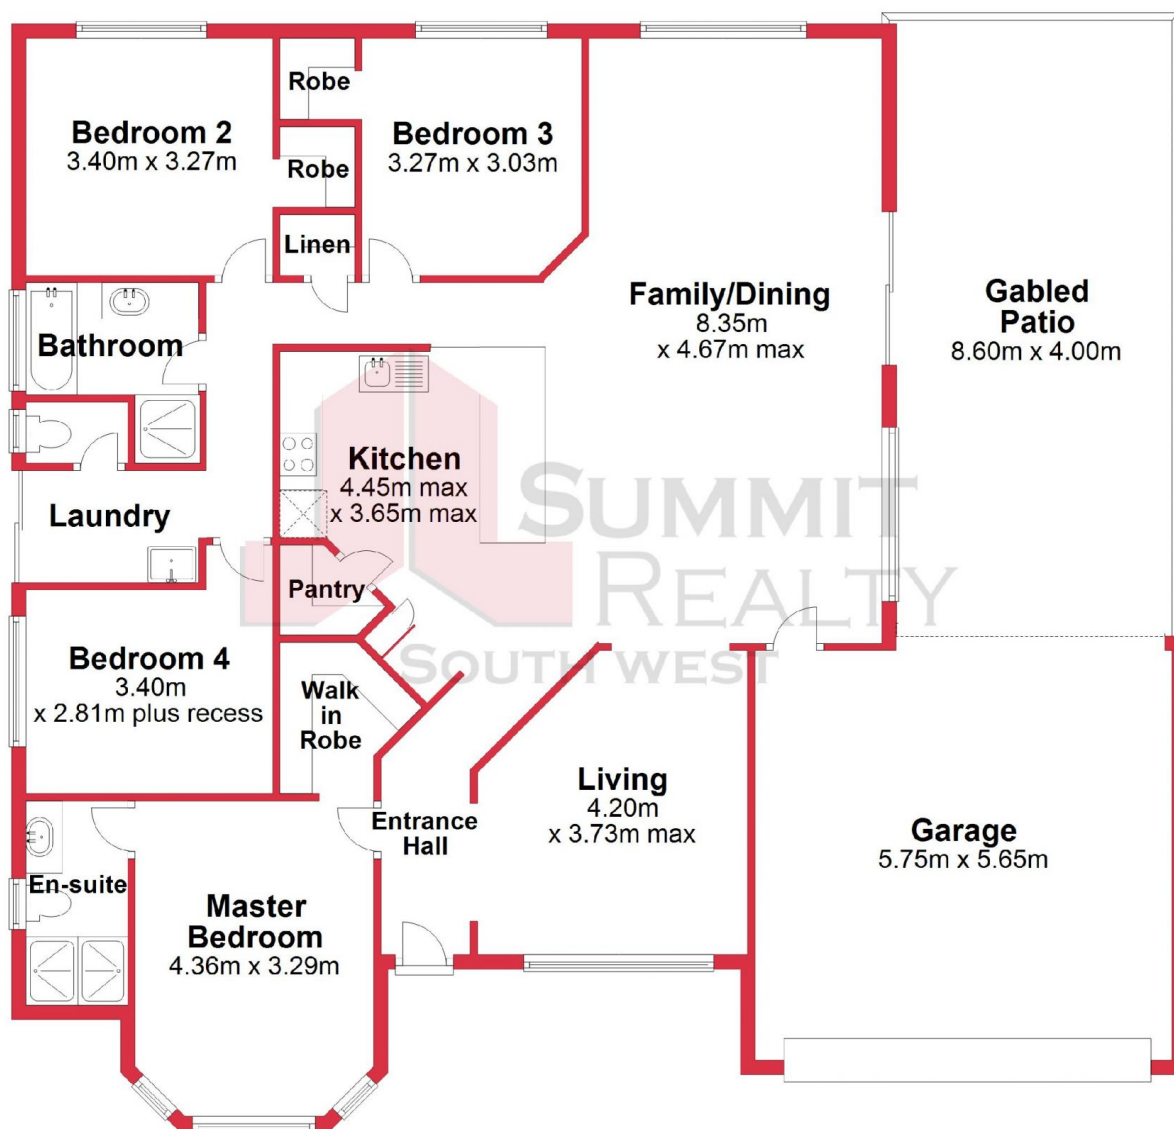 Robe
Bedroom 2
3.40m x 3.27m
Bedroom 3
3.27m x 3.03m
Robe
Linen
Family/Dining
8.35m
x 4.67m max
Gabled
Patio
8.60m x 4.00m
Bathroom
Kitchen
4.45m max
x 3.65m max
SUMMIT
REALTY
SOUTH WEST
Laundry
Pantry
Bedroom 4
3.40m
x 2.81m plus recess
Walk
in
Robe
Living
4.20m
x 3.73m max
Entrance
Hall
Garage
5.75m x 5.65m
En-suite
Master
Bedroom
4.36m x 3.29m